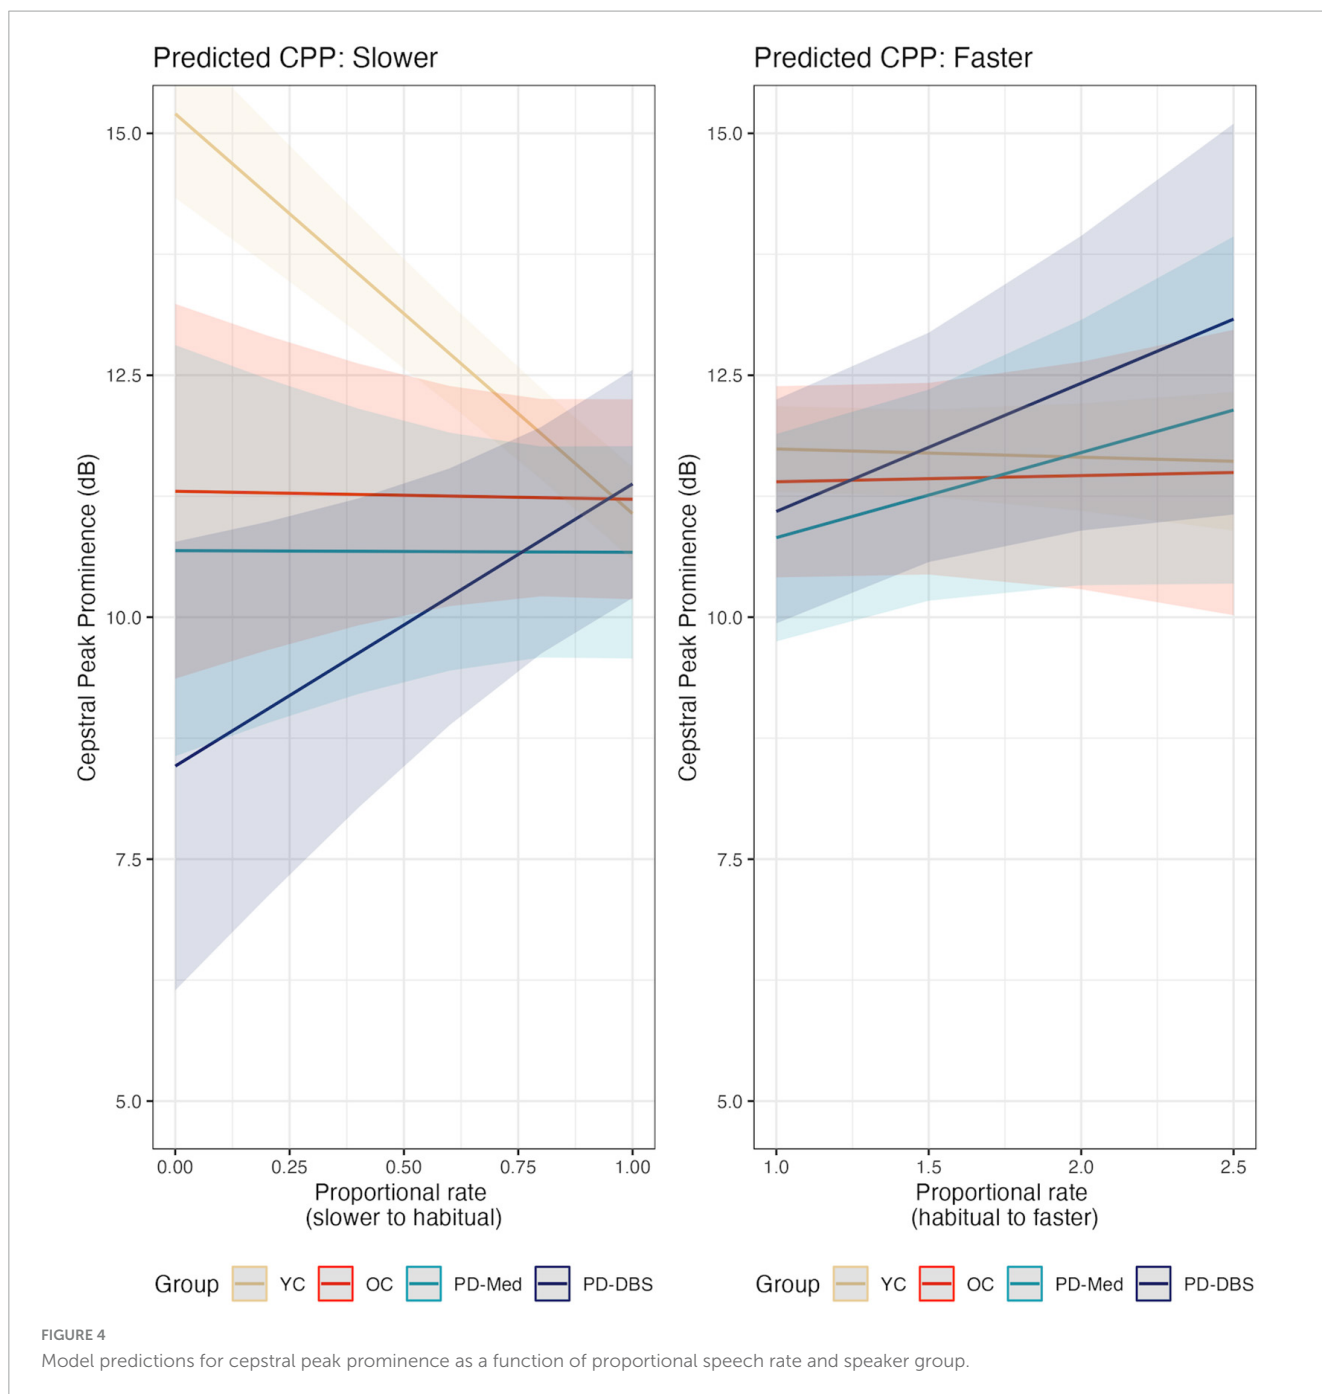 Predicted CPP: Slower
Cepstral Peak Prominence (dB)
15.0
12.5
10.0
7.5
5.0
0.00 0.25 0.50 0.75 1.00
Proportional rate
(slower to habitual)
Group YC OC PD-Med PD-DBS
Predicted CPP: Faster
Cepstral Peak Prominence (dB)
15.0
12.5
10.0
7.5
5.0
1.0 1.5 2.0 2.5
Proportional rate
(habitual to faster)
Group YC OC PD-Med PD-DBS
FIGURE 4
Model predictions for cepstral peak prominence as a function of proportional speech rate and speaker group.